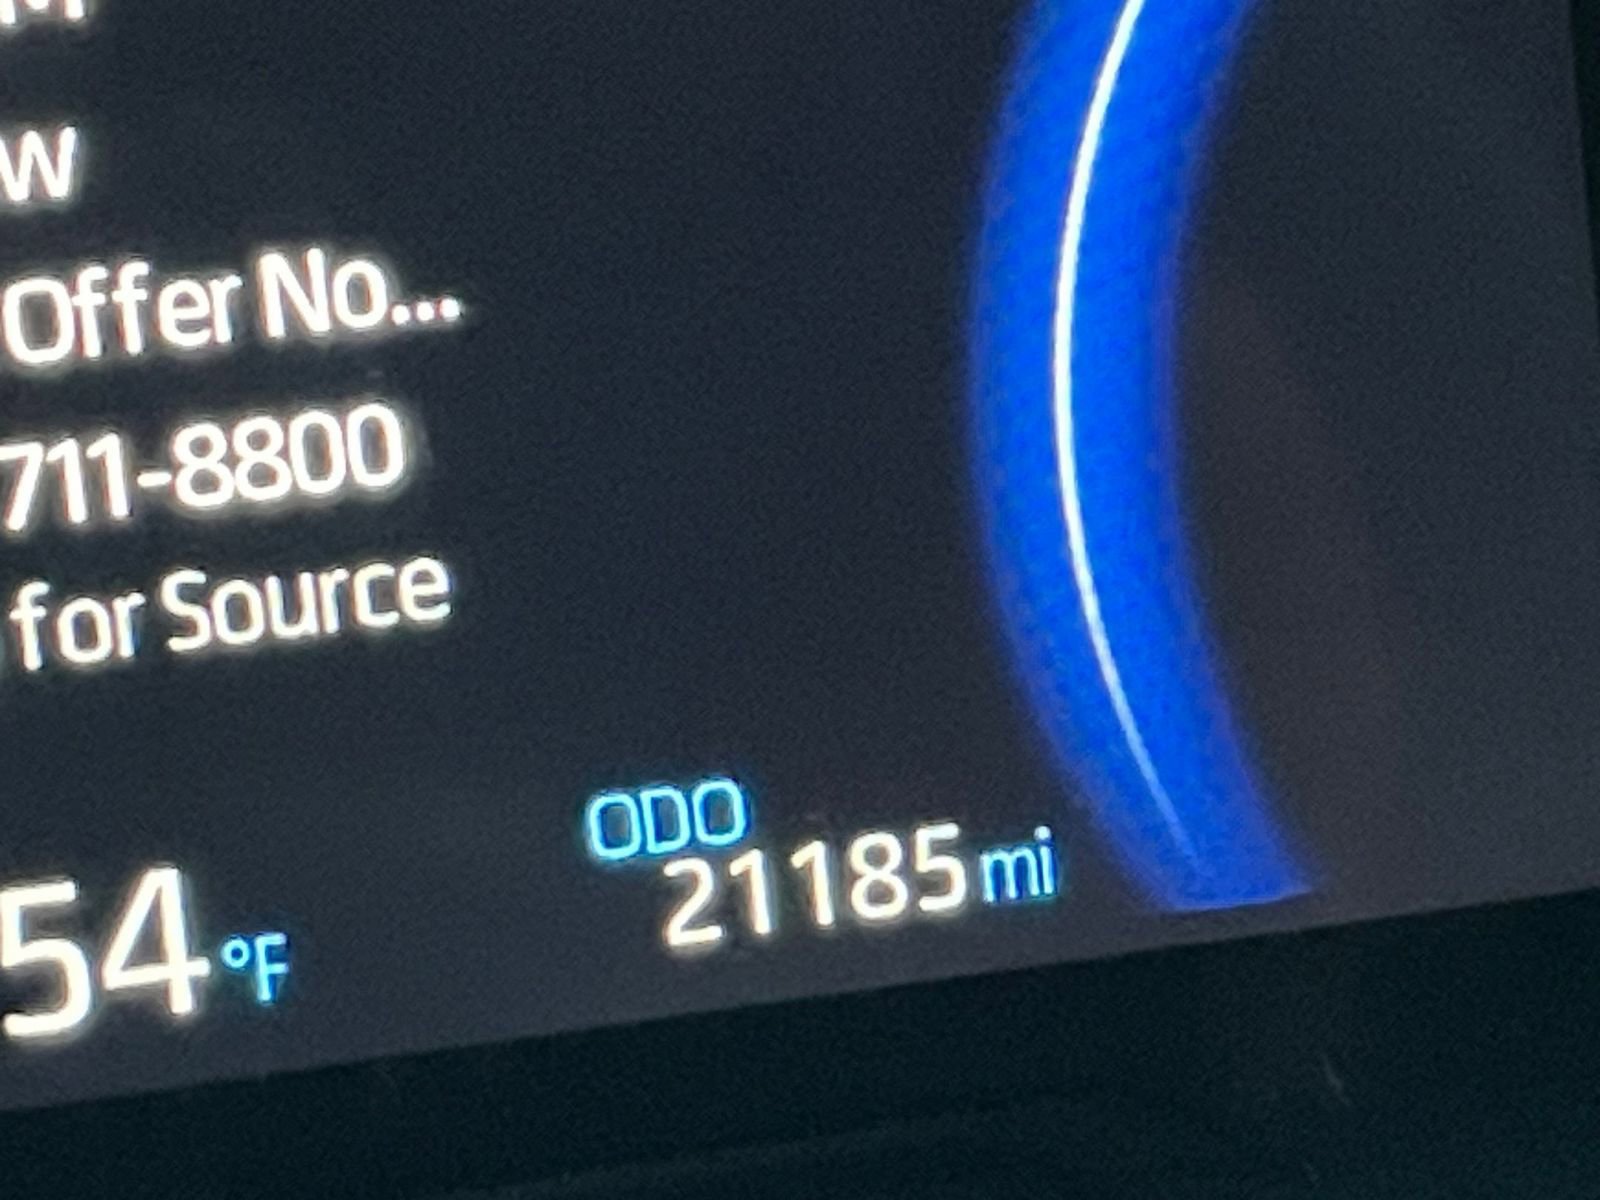 w
Offer No...
711-8800
for Source
ODO
21185 mi
54 °F